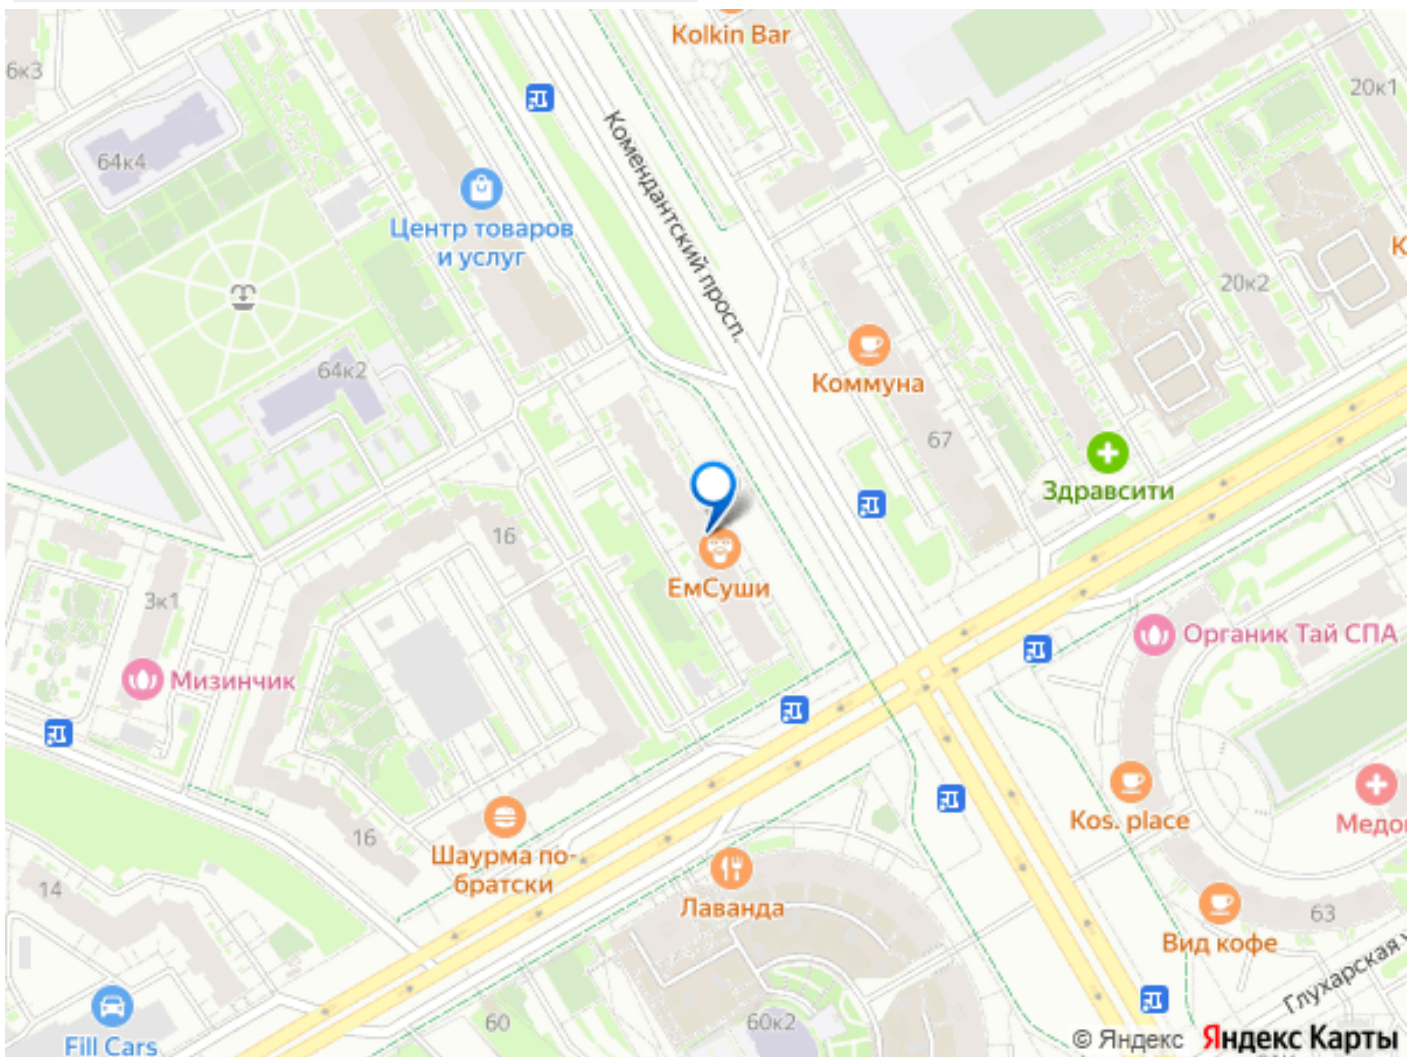 Kolkin Bar
6к3
20к1
64к4
Комендантский просп.
Центр товаров
и услуг
20к2
64к2
Коммуна
67
Здравсити
16
ЕмСуши
3к1
Органик Тай СПА
Мизинчик
Kos. place
16
Шаурма по-
братски
14
Лаванда
63
Вид кофе
60
60к2
Fill Cars
© Яндекс Яндекс Карты